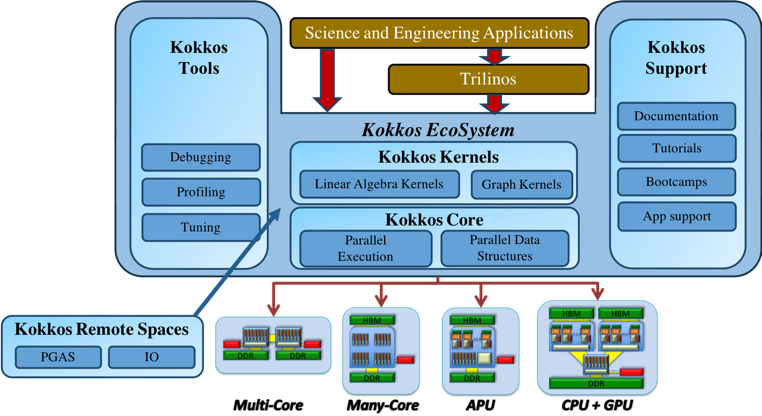 Kokkos
Tools
Debugging
Profiling
Tuning
Science and Engineering Applications
Trilinos
Kokkos EcoSystem
Kokkos Kernels
Linear Algebra Kernels
Graph Kernels
Kokkos Core
Parallel
Execution
Parallel Data
Structures
Kokkos
Support
Documentation
Tutorials
Bootcamps
App support
Kokkos Remote Spaces
PGAS
IO
DDR
DDR
Multi-Core
HBM
DDR
Many-Core
HBM
DDR
APU
HBM
HBM
DDR
CPU + GPU